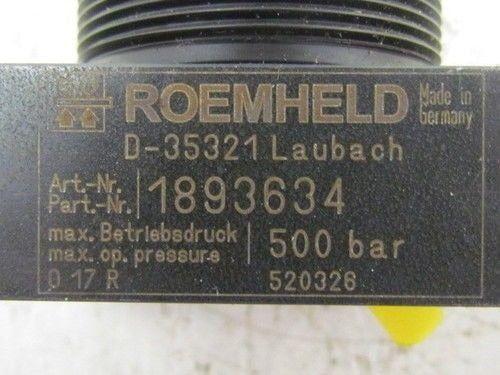 ROEMHELD Made in
Germany
D-35321 Laubach
Art.-Nr.
Part.-Nr. 1893634
max. Betriebsdruck
max. op. pressure 500 bar
0 17 R 520326